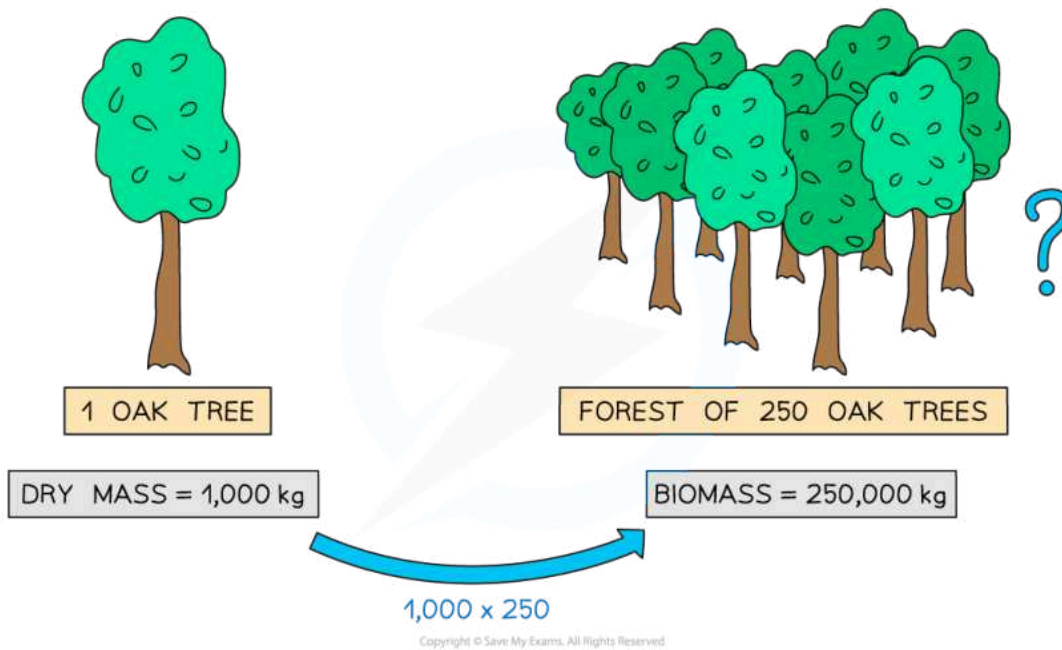 ?
1 OAK TREE
FOREST OF 250 OAK TREES
DRY MASS = 1,000 kg
BIOMASS = 250,000 kg
1,000 x 250
Copyright © Save My Exams. All Rights Reserved